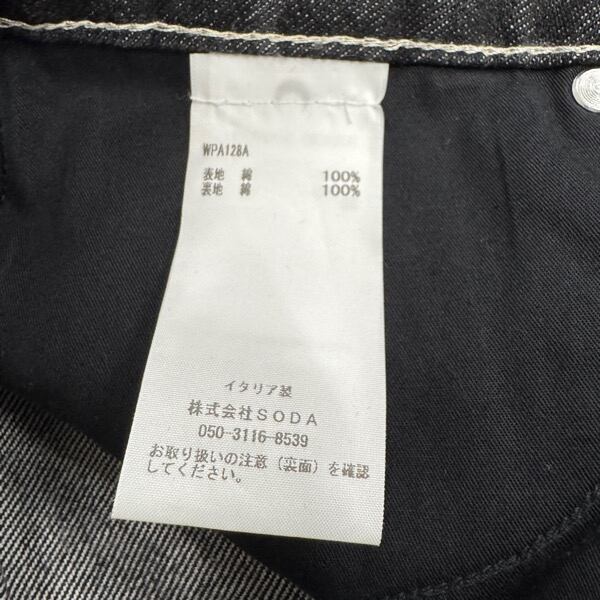 WPA128A
表地 綿 100%
裏地 綿 100%
イタリア製
株式会社SODA
050-3116-8539
お取り扱いの注意(裏面)を確認
してください。